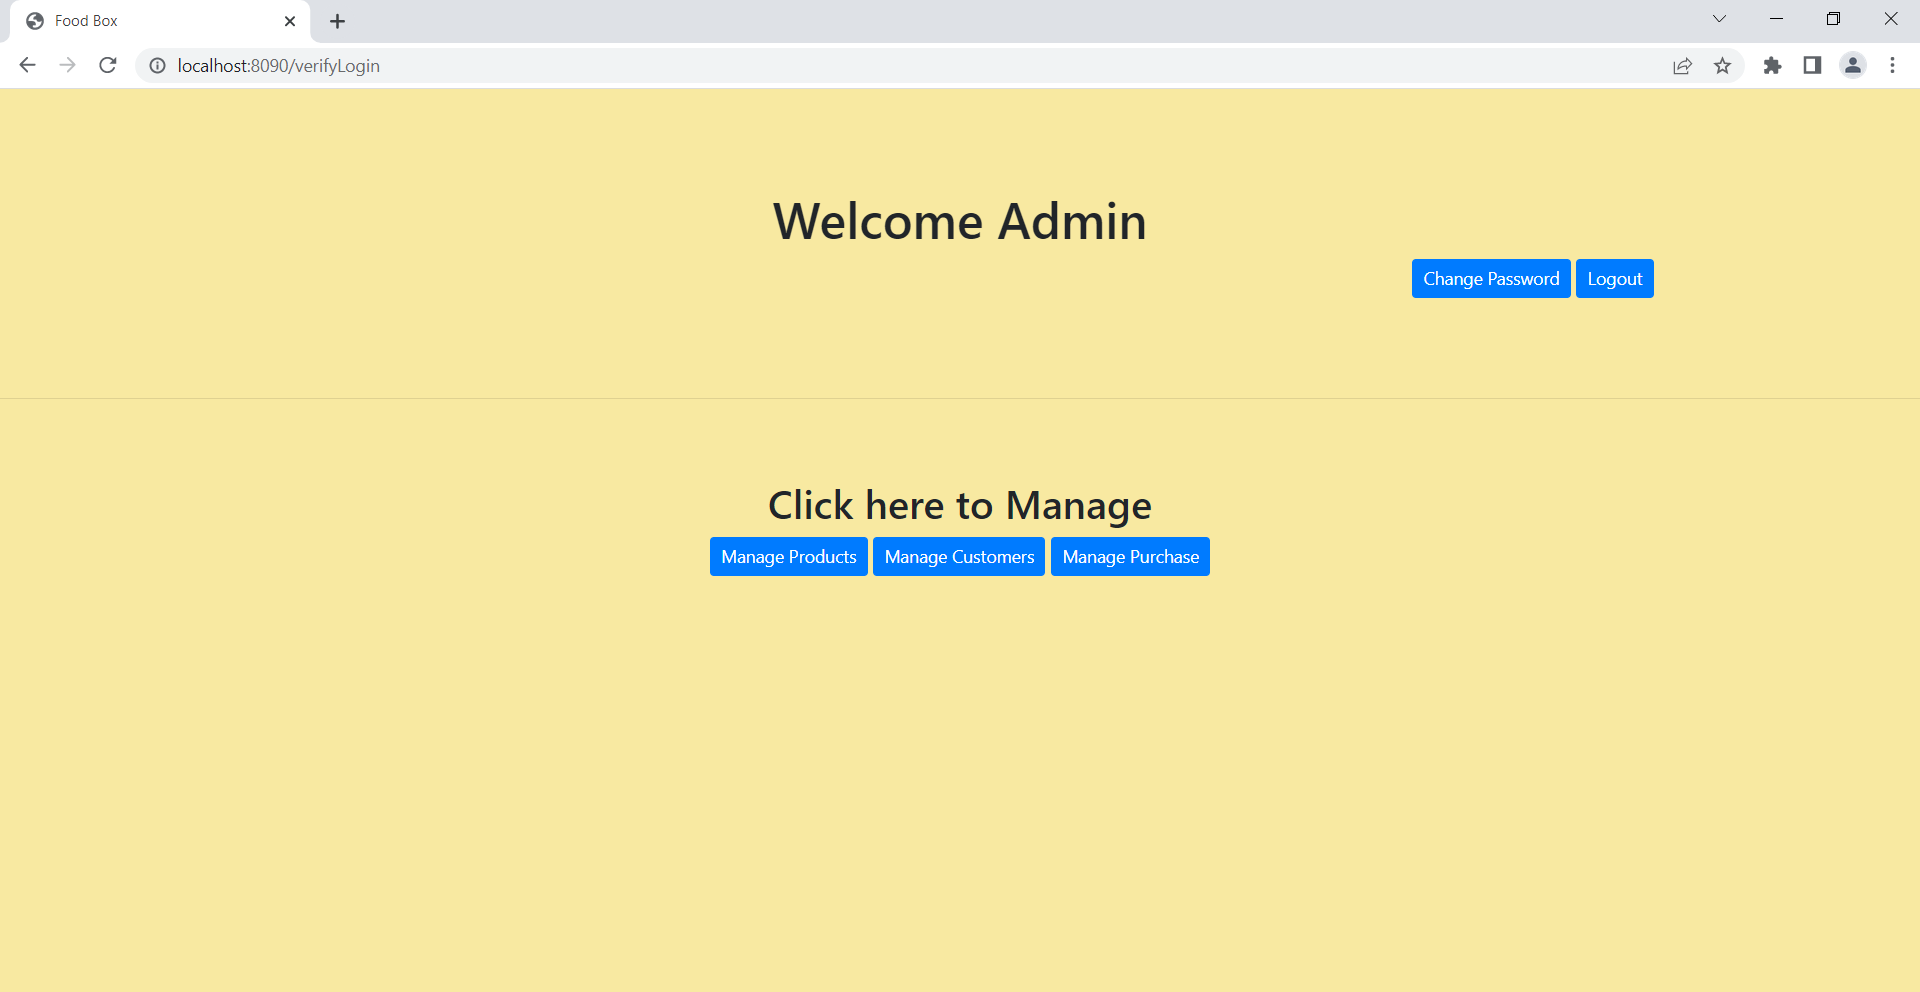 Food Box
localhost:8090/verifyLogin
Welcome Admin
Change Password Logout
Click here to Manage
Manage Products Manage Customers Manage Purchase